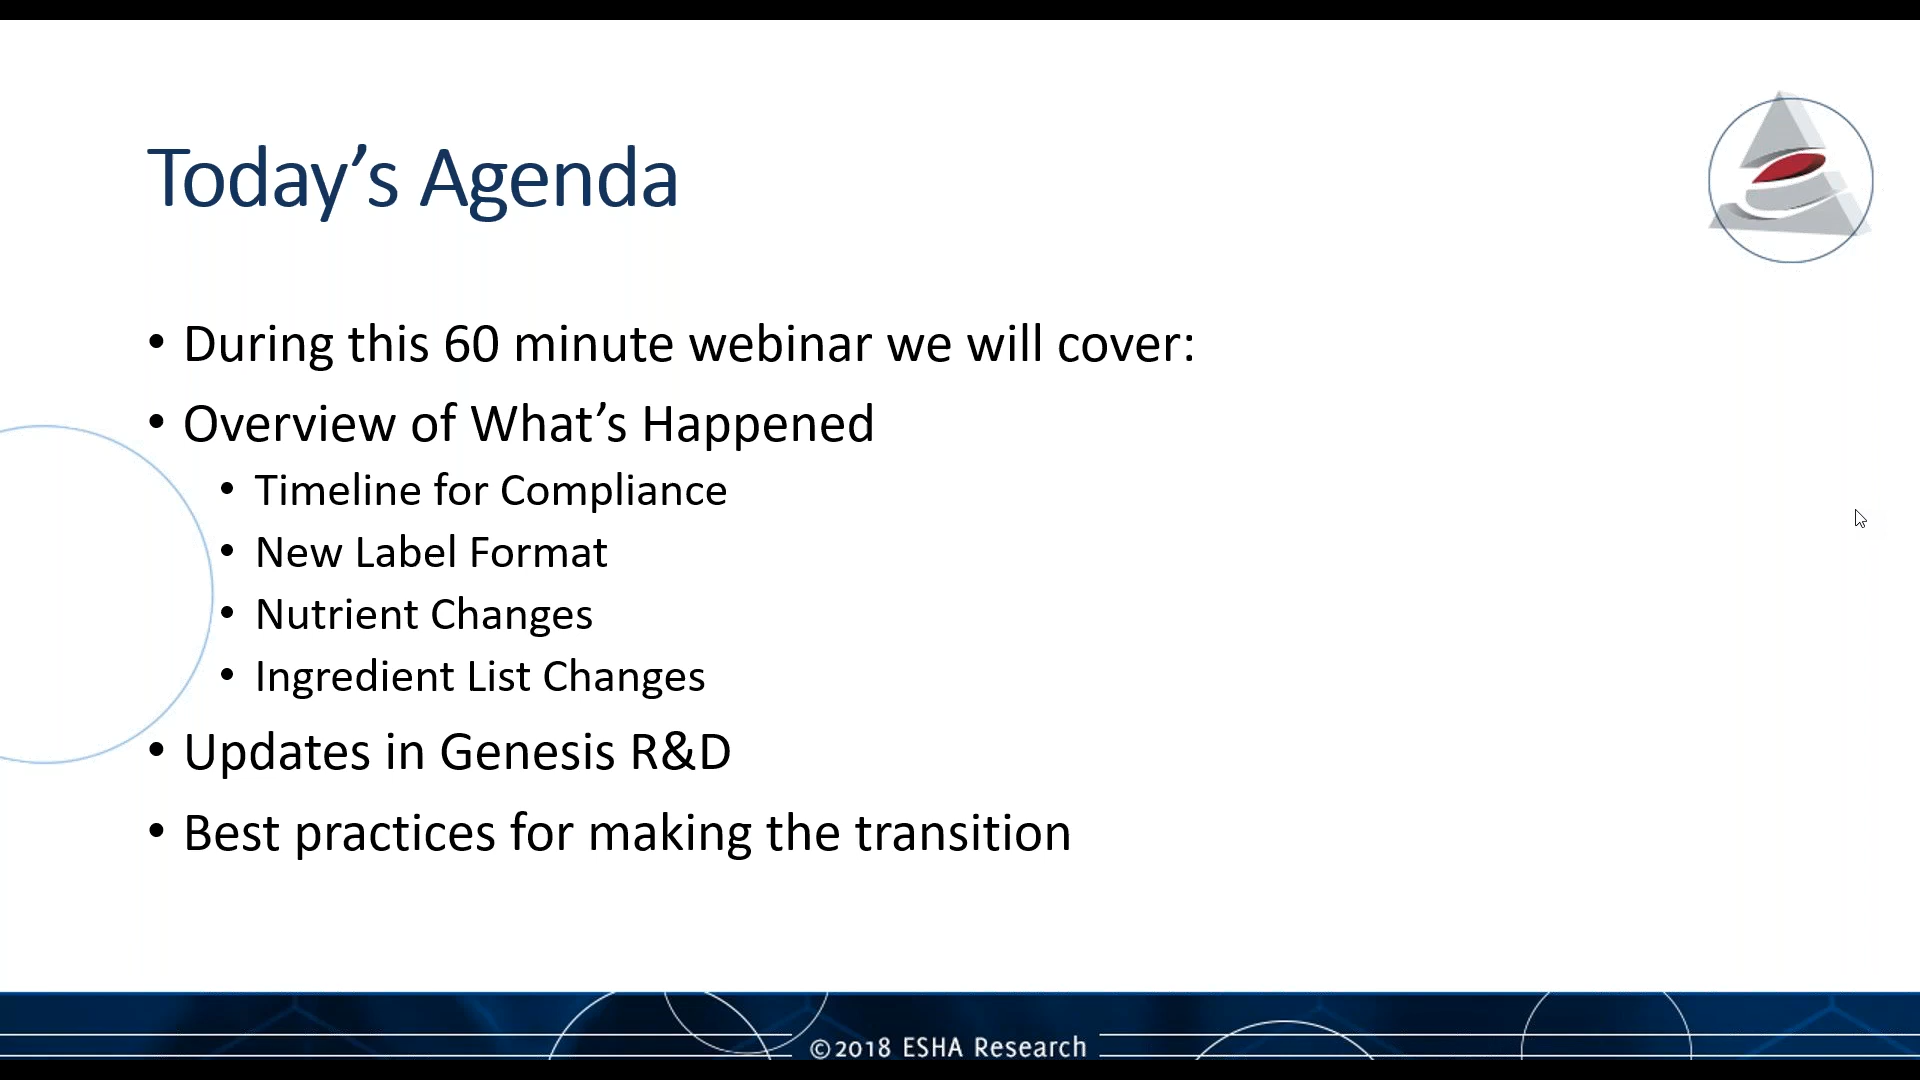 Today’s Agenda
• During this 60 minute webinar we will cover:
• Overview of What’s Happened
• Timeline for Compliance
• New Label Format
• Nutrient Changes
• Ingredient List Changes
• Updates in Genesis R&D
• Best practices for making the transition
©2018 ESHA Research